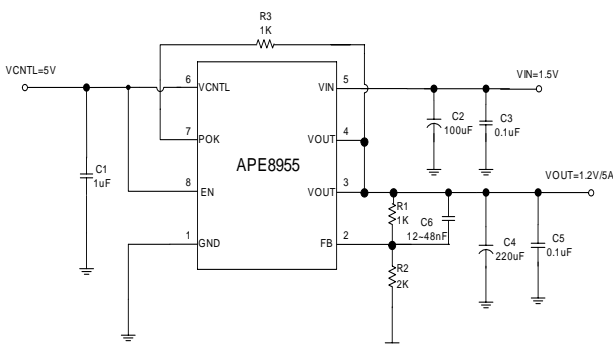 R3
1K
VCNTL=5V
VIN=1.5V
6
VCNTL
VIN
5
C1
1uF
C2
100uF
C3
0.1uF
7
POK
VOUT
4
APE8955
8
EN
VOUT
3
VOUT=1.2V/5A
R1
1K
C6
12~48nF
1
GND
FB
2
R2
2K
C4
220uF
C5
0.1uF